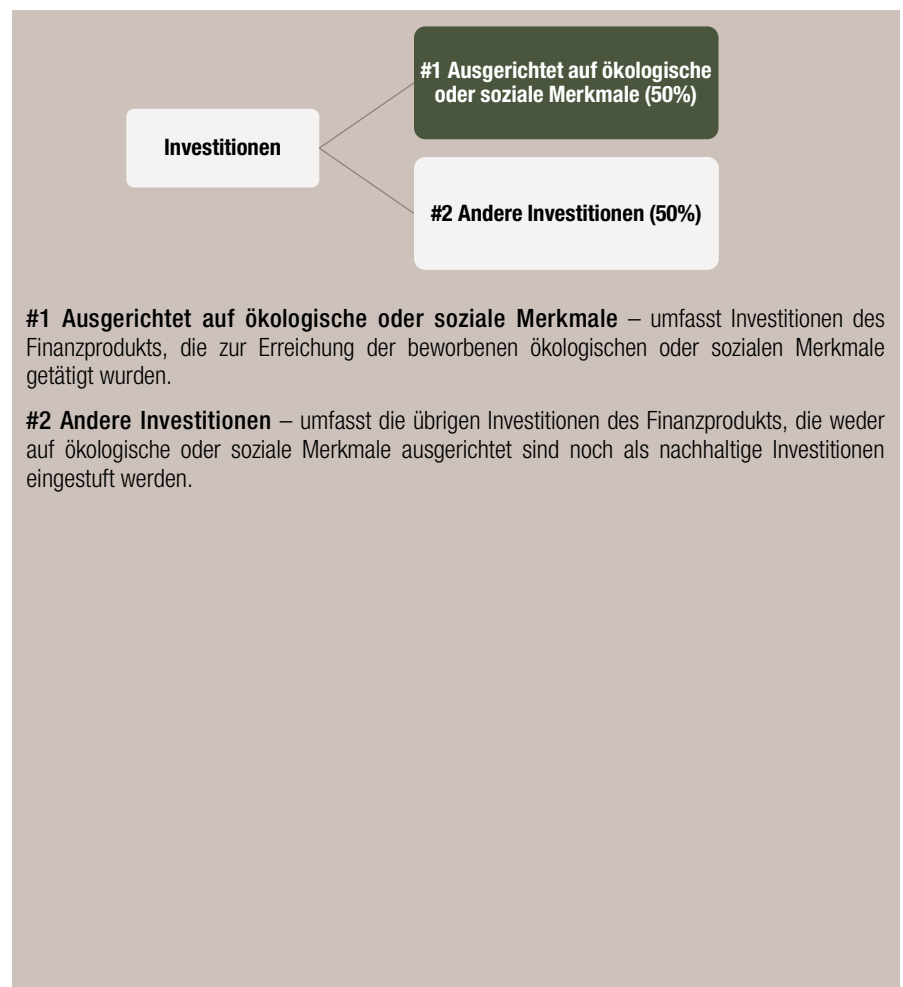 #1 Ausgerichtet auf ökologische
oder soziale Merkmale (50%)
Investitionen
#2 Andere Investitionen (50%)
#1 Ausgerichtet auf ökologische oder soziale Merkmale – umfasst Investitionen des
Finanzprodukts, die zur Erreichung der beworbenen ökologischen oder sozialen Merkmale
getätigt wurden.
#2 Andere Investitionen – umfasst die übrigen Investitionen des Finanzprodukts, die weder
auf ökologische oder soziale Merkmale ausgerichtet sind noch als nachhaltige Investitionen
eingestuft werden.